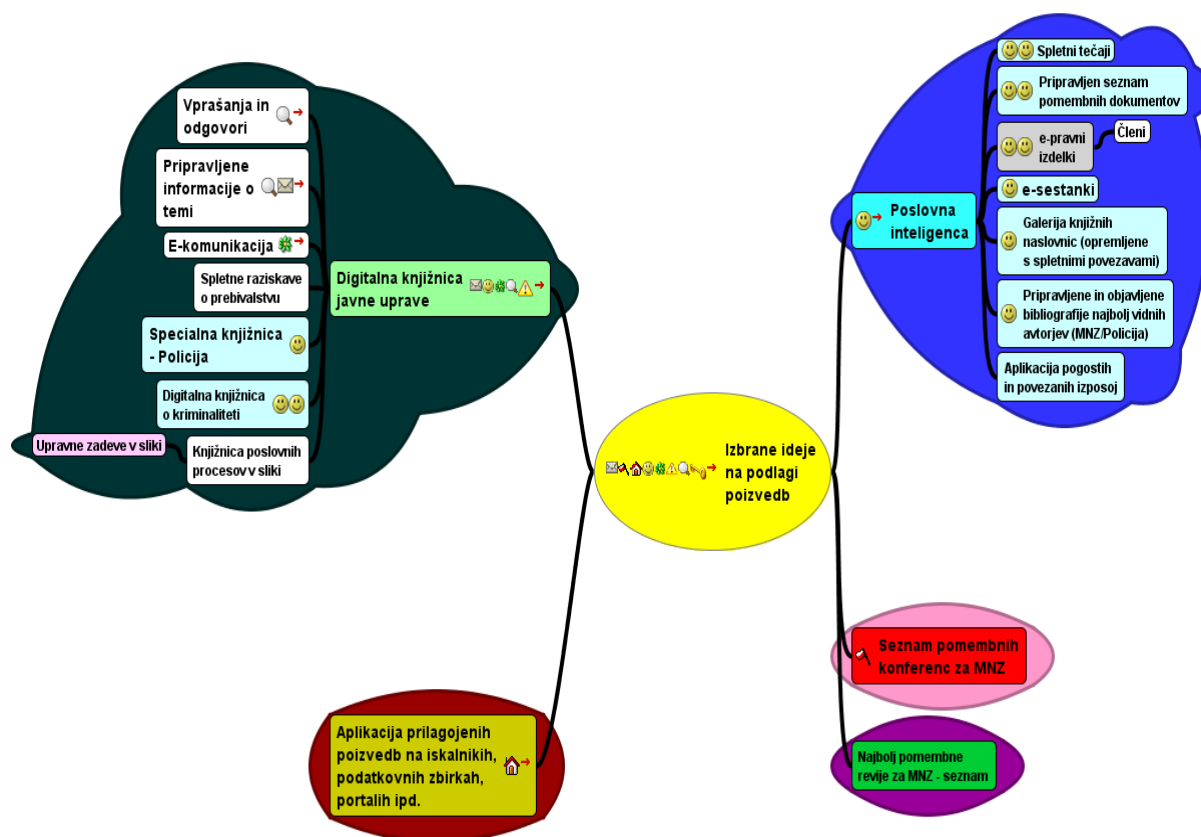 Izbrane ideje
na podlagi
poizvedb
Digitalna knjižnica
javne uprave
Vprašanja in
odgovori
Pripravljene
informacije o
temi
E-komunikacija
Spletne raziskave
o prebivalstvu
Specialna knjižnica
- Policija
Digitalna knjižnica
o kriminaliteti
Knjižnica poslovnih
procesov v sliki
Upravne zadeve v sliki
Aplikacija prilagojenih
poizvedb na iskalnikih,
podatkovnih zbirkah,
portalih ipd.
Poslovna
inteligenca
Spletni tečaji
Pripravljen seznam
pomembnih dokumentov
e-pravni
izdelki
Členi
e-sestanki
Galerija knjižnih
naslovnic (opremljene
s spletnimi povezavami)
Pripravljene in objavljene
bibliografije najbolj vidnih
avtorjev (MNZ/Policija)
Aplikacija pogostih
in povezanih izposoj
Seznam pomembnih
konferenc za MNZ
Najbolj pomembne
revije za MNZ - seznam